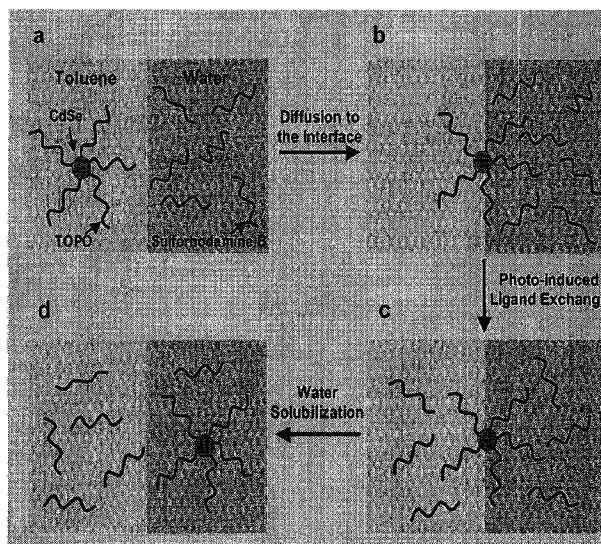 a
Toluene
Water
CdSe
TOPO
Sulforhodamine B
Diffusion to
the Interface
b
Photo-induced
Ligand Exchang
c
Water
Solubilization
d